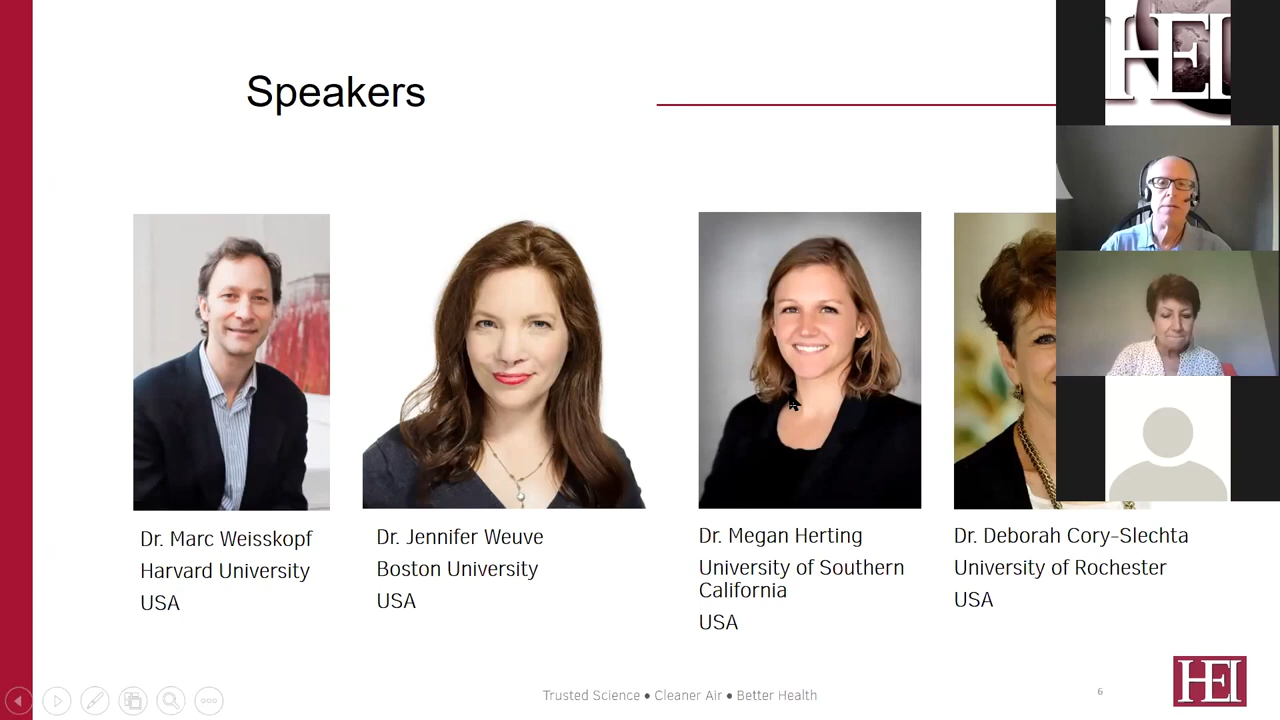 HEI
Speakers
Dr. Marc Weisskopf
Harvard University
USA
Dr. Jennifer Weuve
Boston University
USA
Dr. Megan Herting
University of Southern
California
USA
Dr. Deborah Cory-Slechta
University of Rochester
USA
Trusted Science ● Cleaner Air ● Better Health
6
HEI